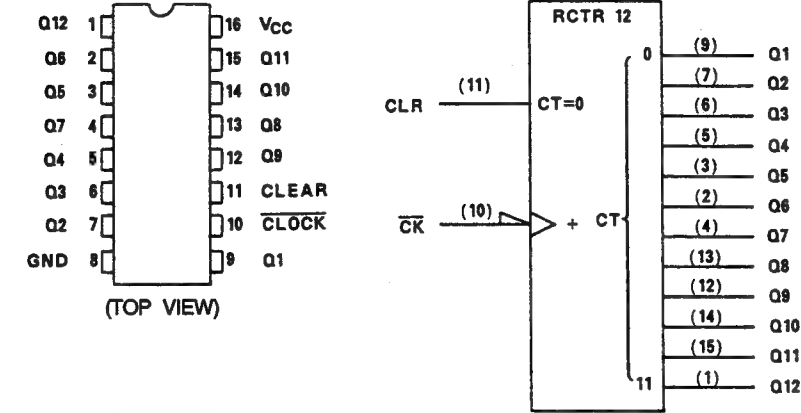 Q12 1 16 VCC
Q6 2 15 Q11
Q5 3 14 Q10
Q7 4 13 Q8
Q4 5 12 Q9
Q3 6 11 CLEAR
Q2 7 10 CLOCK
GND 8 9 Q1
(TOP VIEW)
RCTR 12
CLR (11) CT=0
CK (10) + CT
0 (9) Q1
(7) Q2
(6) Q3
(5) Q4
(3) Q5
(2) Q6
(4) Q7
(13) Q8
(12) Q9
(14) Q10
(15) Q11
11 (1) Q12